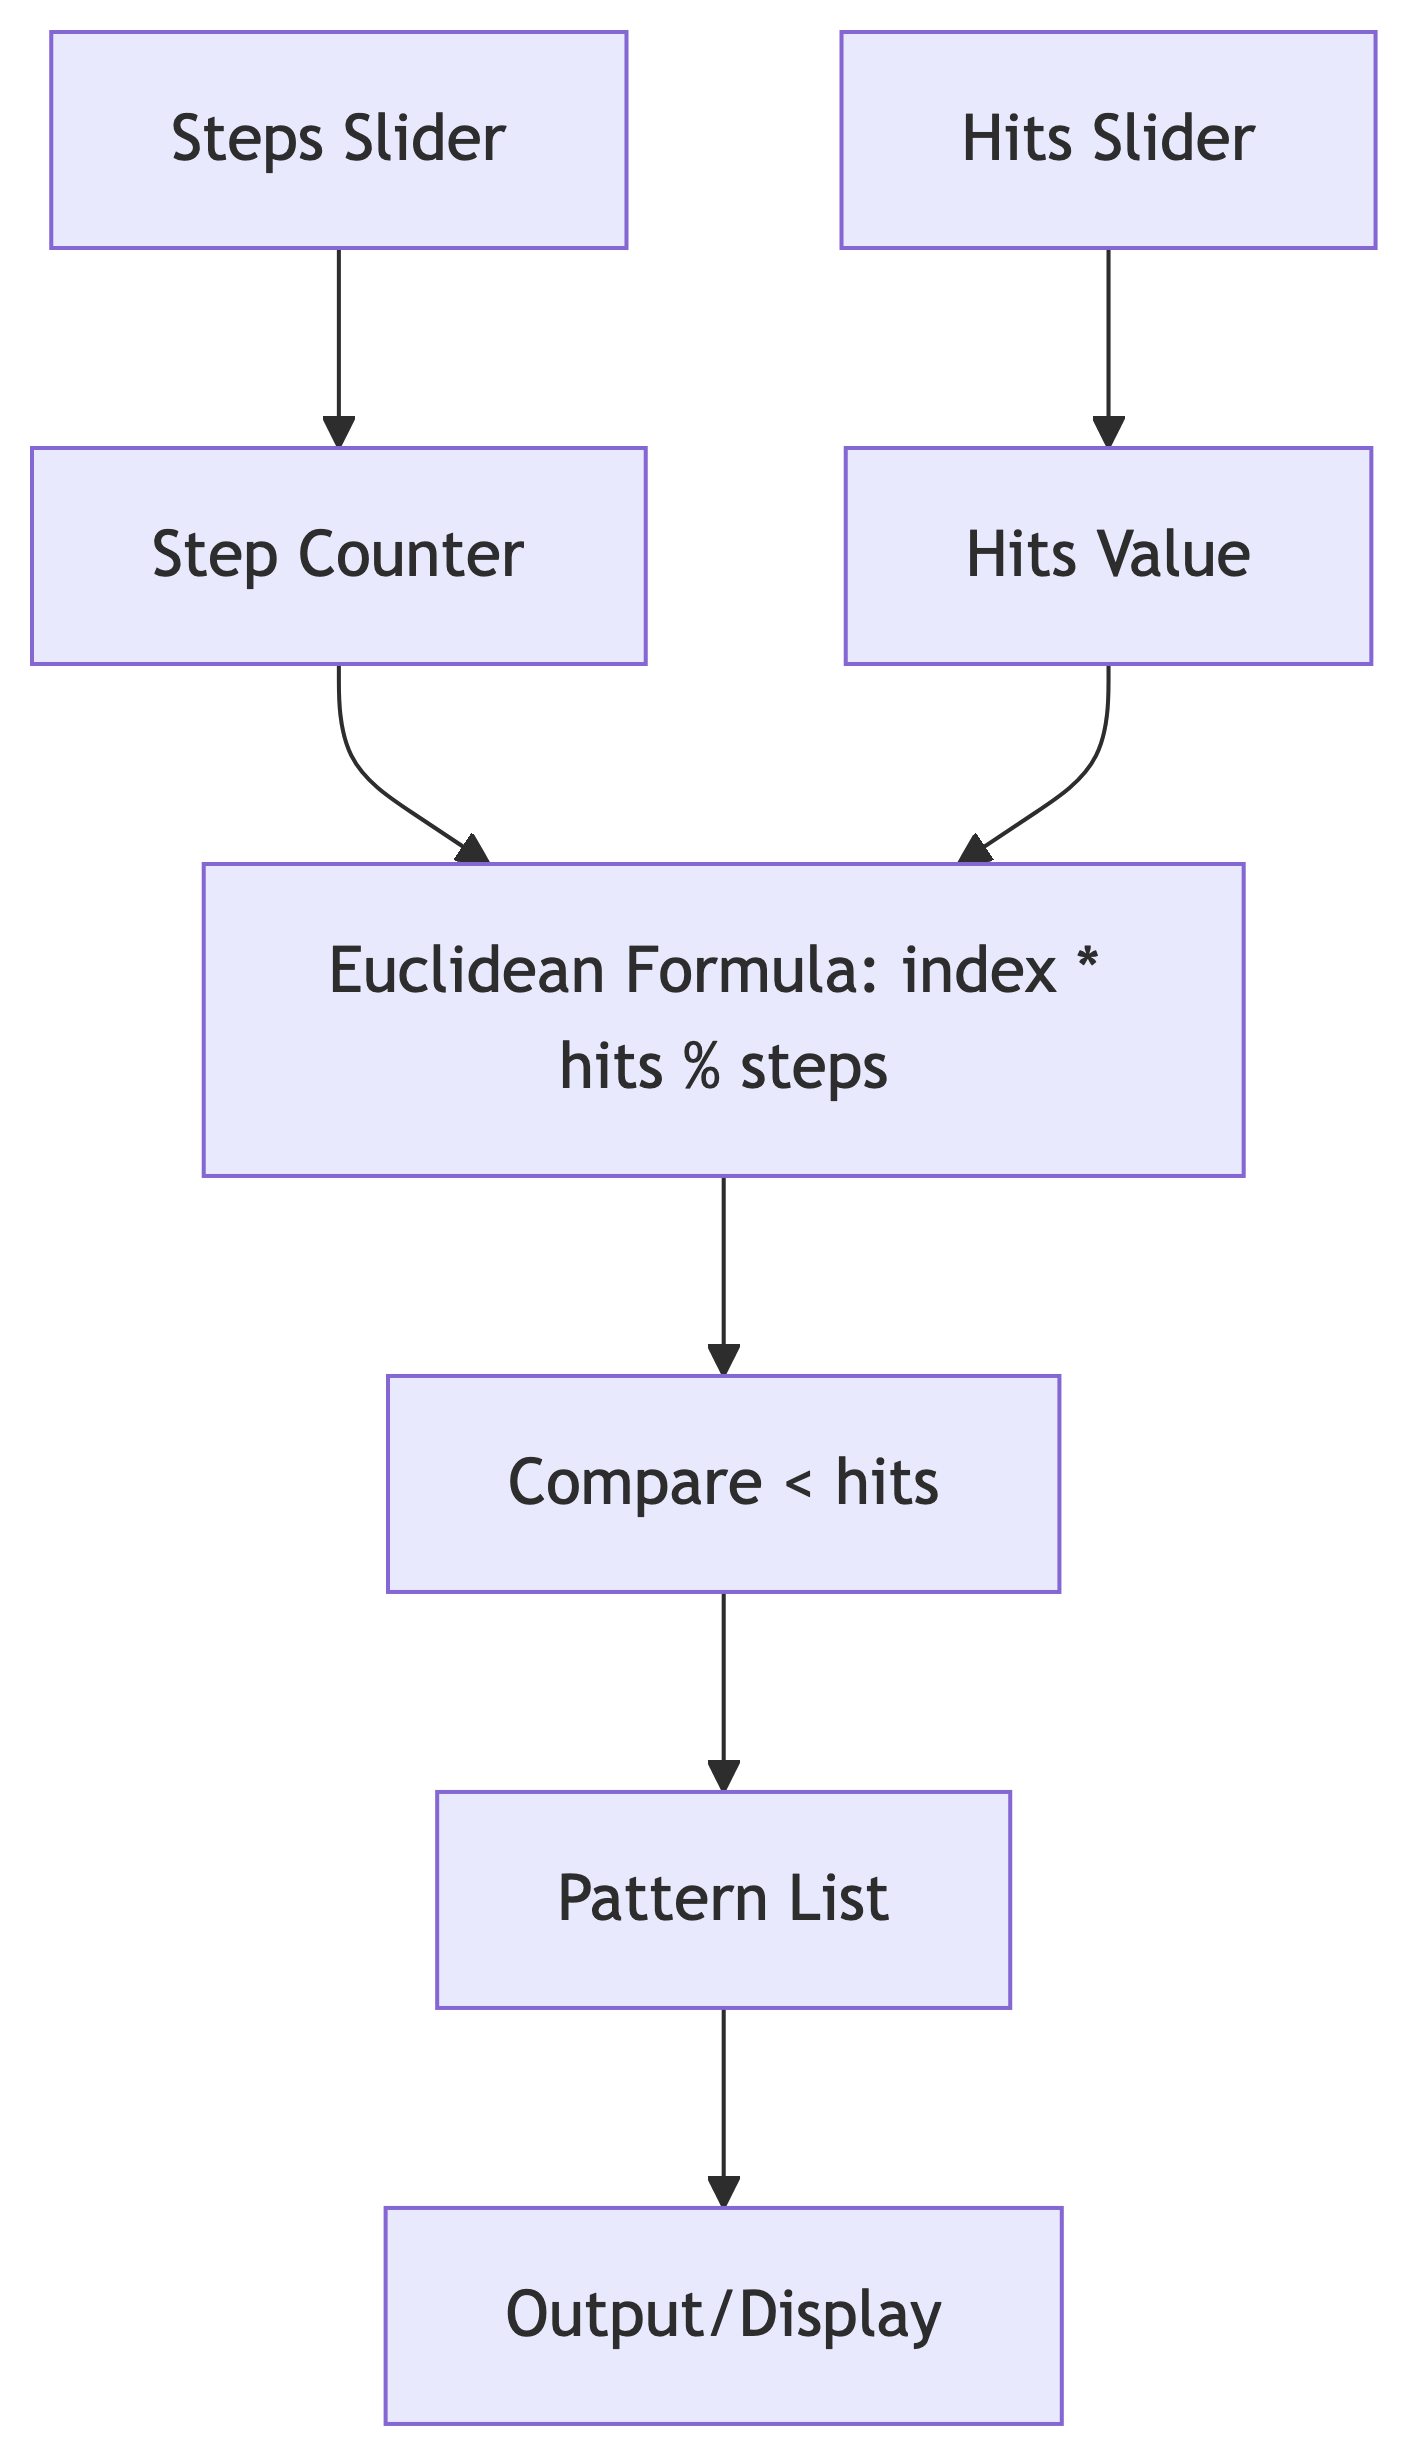 Steps Slider
Hits Slider
Step Counter
Hits Value
Euclidean Formula: index *
hits % steps
Compare < hits
Pattern List
Output/Display